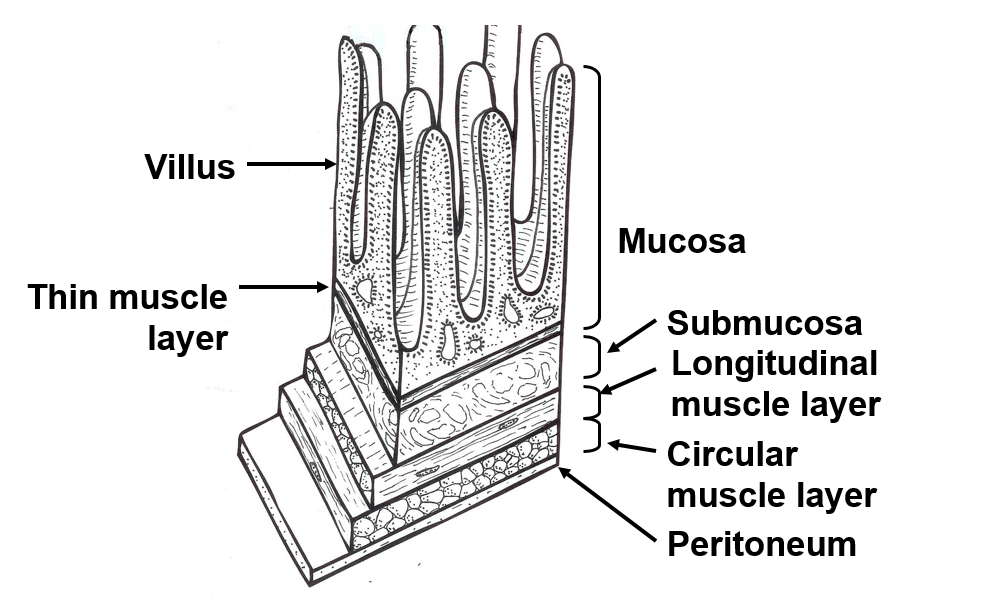 Villus
Thin muscle
layer
Mucosa
Submucosa
Longitudinal
muscle layer
Circular
muscle layer
Peritoneum